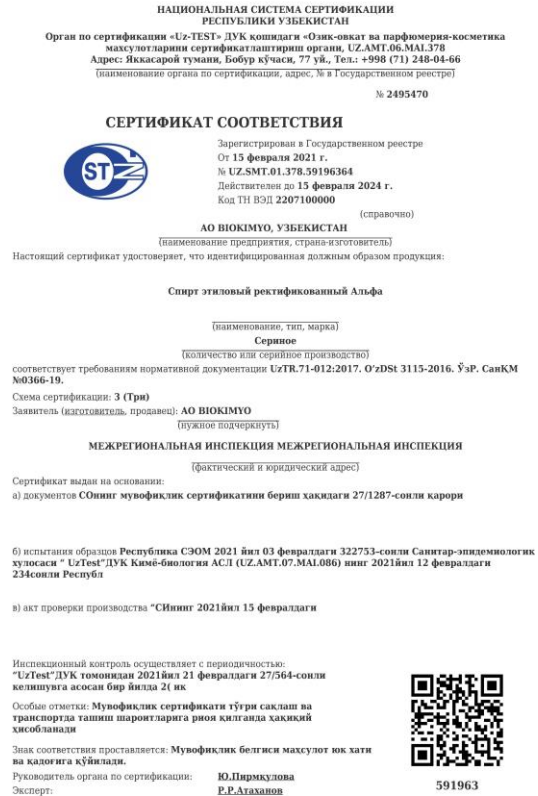 НАЦИОНАЛЬНАЯ СИСТЕМА СЕРТИФИКАЦИИ
РЕСПУБЛИКИ УЗБЕКИСТАН
Орган по сертификации «Uz-TEST» ДУК қошидаги «Озиқ-овкат ва парфюмерия-косметика
махсулотларини сертификатлаштириш органи, UZ.AMT.06.MAI.378
Адрес: Яккасарой тумани, Бобур кўчаси, 77 уй., Тел.: +998 (71) 248-04-66
(наименование органа по сертификации, адрес, № в Государственном реестре)
№ 2495470
СЕРТИФИКАТ СООТВЕТСТВИЯ
STZ
Зарегистрирован в Государственном реестре
От 15 февраля 2021 г.
№ UZ.SMT.01.378.59196364
Действителен до 15 февраля 2024 г.
Код ТН ВЭД 2207100000
(справочно)
АО BIOKIMYO, УЗБЕКИСТАН
(наименование предприятия, страна-изготовитель)
Настоящий сертификат удостоверяет, что идентифицированная должным образом продукция:
Спирт этиловый ректификованный Альфа
(наименование, тип, марка)
Сериное
(количество или серийное производство)
соответствует требованиям нормативной документации UzTR.71-012:2017. O'zDSt 3115-2016. ЎзР. СанҚМ
№0366-19.
Схема сертификации: 3 (Три)
Заявитель (изготовитель, продавец): АО BIOKIMYO
(нужное подчеркнуть)
МЕЖРЕГИОНАЛЬНАЯ ИНСПЕКЦИЯ МЕЖРЕГИОНАЛЬНАЯ ИНСПЕКЦИЯ
(фактический и юридический адрес)
Сертификат выдан на основании:
а) документов СОнинг мувофиқлик сертификатини бериш ҳақидаги 27/1287-сонли қарори
б) испытания образцов Республика СЭОМ 2021 йил 03 февралдаги 322753-сонли Санитар-эпидемиологик
хулосаси " UzTest"ДУК Кимё-биология АСЛ (UZ.AMT.07.MAI.086) нинг 2021йил 12 февралдаги
234сонли Республ
в) акт проверки производства "СИнинг 2021йил 15 февралдаги
Инспекционный контроль осуществляет с периодичностью:
"UzTest"ДУК томонидан 2021йил 21 февралдаги 27/564-сонли
келишувга асосан бир йилда 2( ик
Особые отметки: Мувофиқлик сертификати тўғри сақлаш ва
транспортда ташиш шароитларига риоя қилганда ҳақиқий
ҳисобланади
Знак соответствия проставляется: Мувофиқлик белгиси маҳсулот юк хати
ва қадоғига қўйилади.
Руководитель органа по сертификации: Ю.Пирмқулова
Эксперт: Р.Р.Атаханов
591963